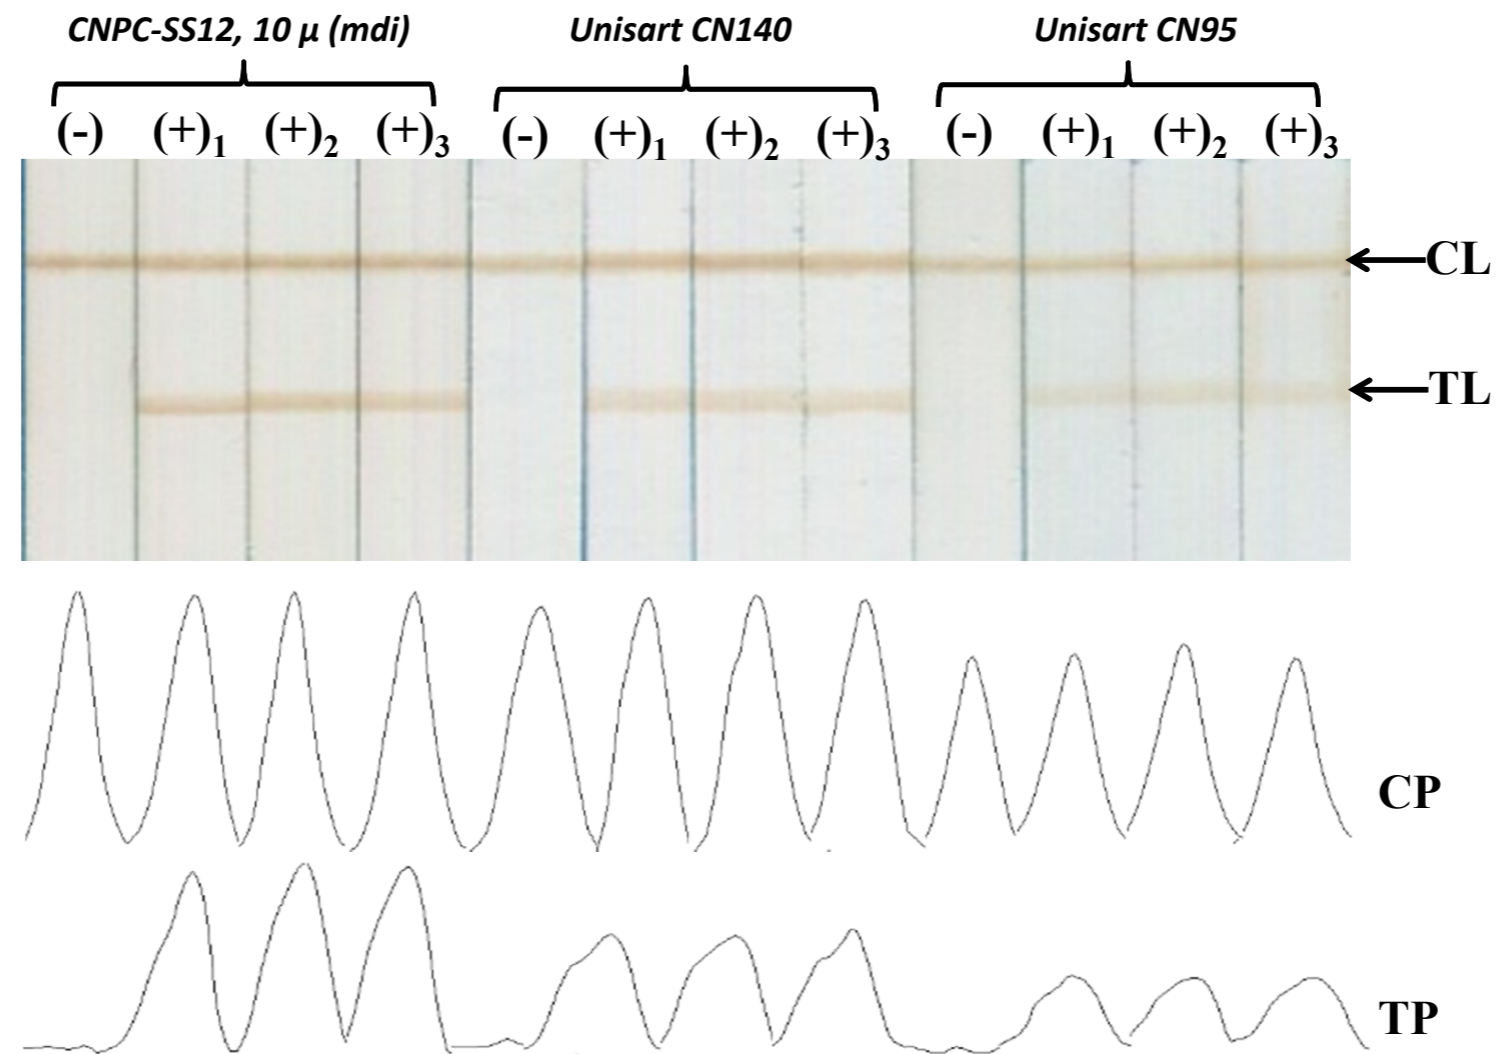 CNPC-SS12, 10 µ (mdi) Unisart CN140 Unisart CN95
(-) (+)1 (+)2 (+)3 (-) (+)1 (+)2 (+)3 (-) (+)1 (+)2 (+)3
CL
TL
CP
TP